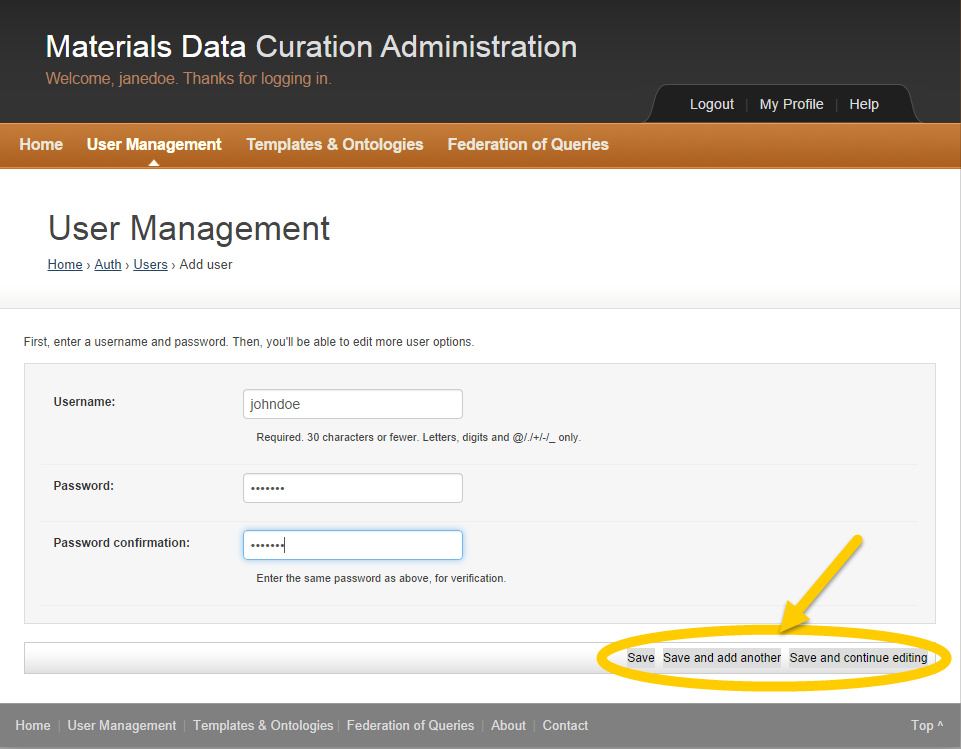 Materials Data Curation Administration
Welcome, janedoe. Thanks for logging in.
Logout | My Profile | Help
Home User Management Templates & Ontologies Federation of Queries
User Management
Home › Auth › Users › Add user
First, enter a username and password. Then, you'll be able to edit more user options.
Username: johndoe
Required. 30 characters or fewer. Letters, digits and @/./+/-/_ only.
Password: •••••••
Password confirmation: •••••••
Enter the same password as above, for verification.
Save Save and add another Save and continue editing
Home | User Management | Templates & Ontologies | Federation of Queries | About | Contact Top ^